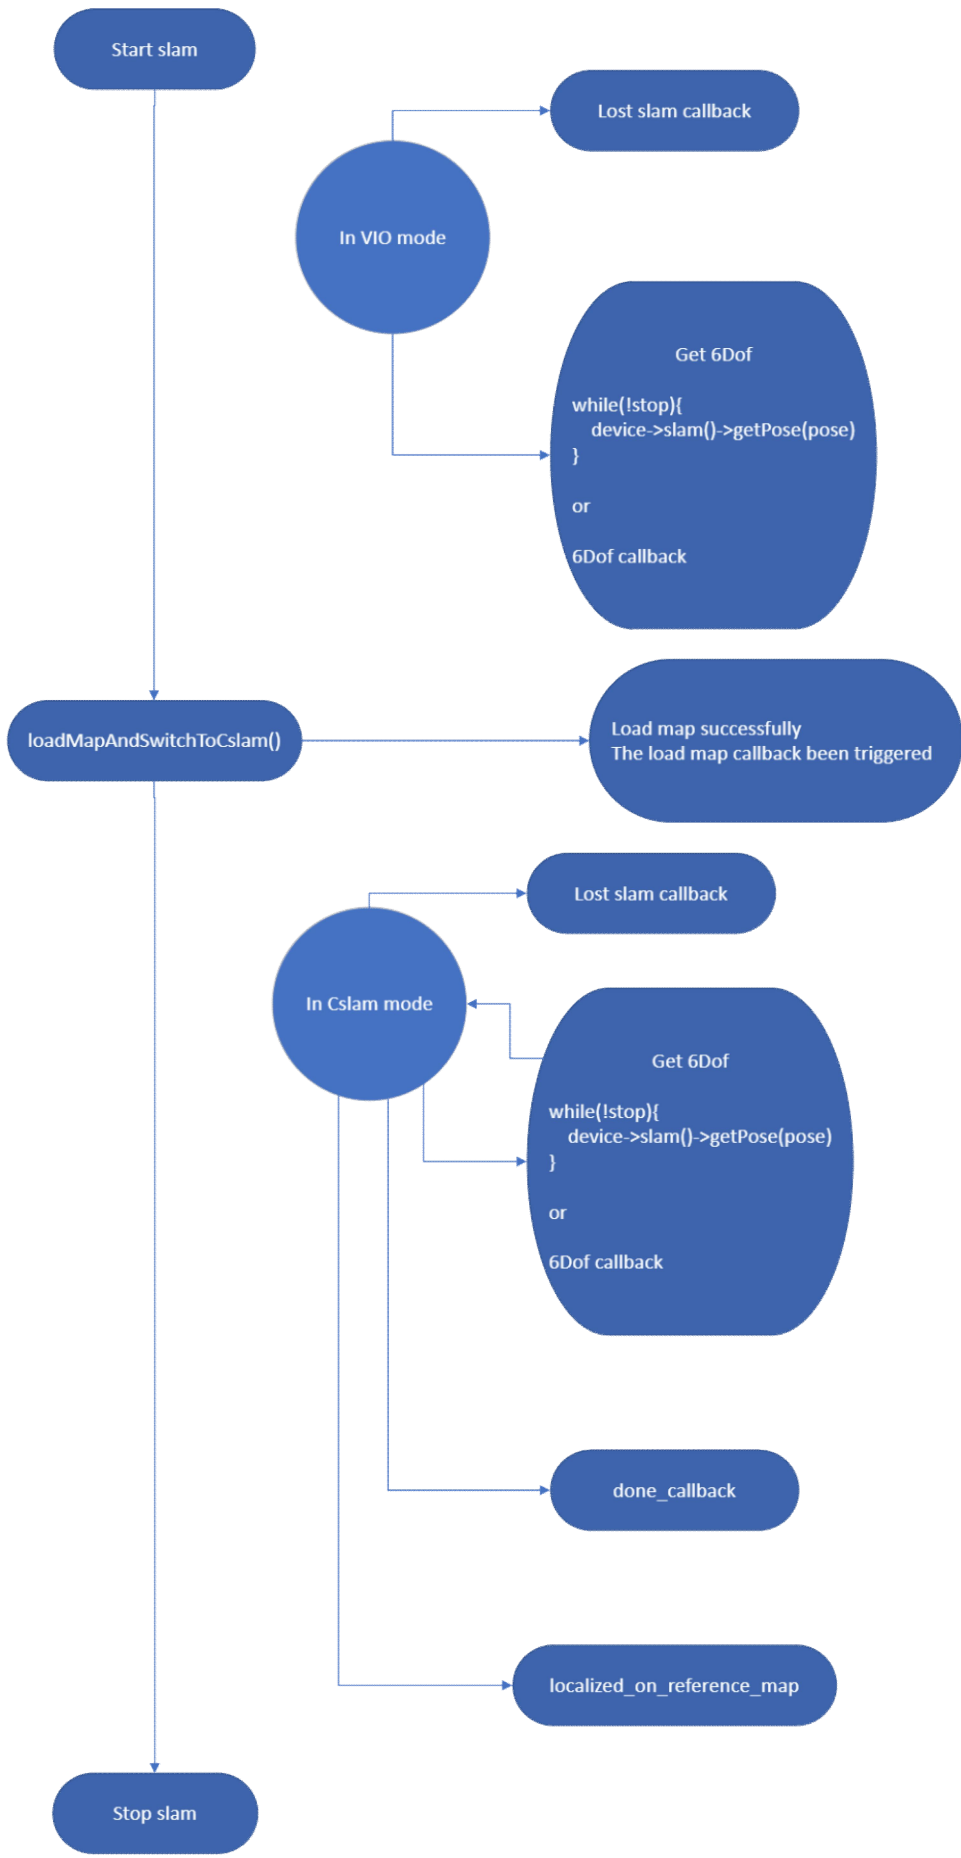 Start slam
Lost slam callback
In VIO mode
Get 6Dof
while(!stop){
device->slam()->getPose(pose)
}
or
6Dof callback
loadMapAndSwitchToCslam()
Load map successfully
The load map callback been triggered
Lost slam callback
In Cslam mode
Get 6Dof
while(!stop){
device->slam()->getPose(pose)
}
or
6Dof callback
done_callback
localized_on_reference_map
Stop slam